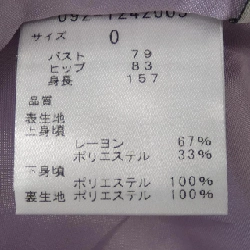 092-1242005
サイズ 0
バスト 79
ヒップ 83
身長 157
品質
表生地
上身頃
レーヨン 67%
ポリエステル 33%
下身頃
ポリエステル 100%
裏生地 ポリエステル 100%